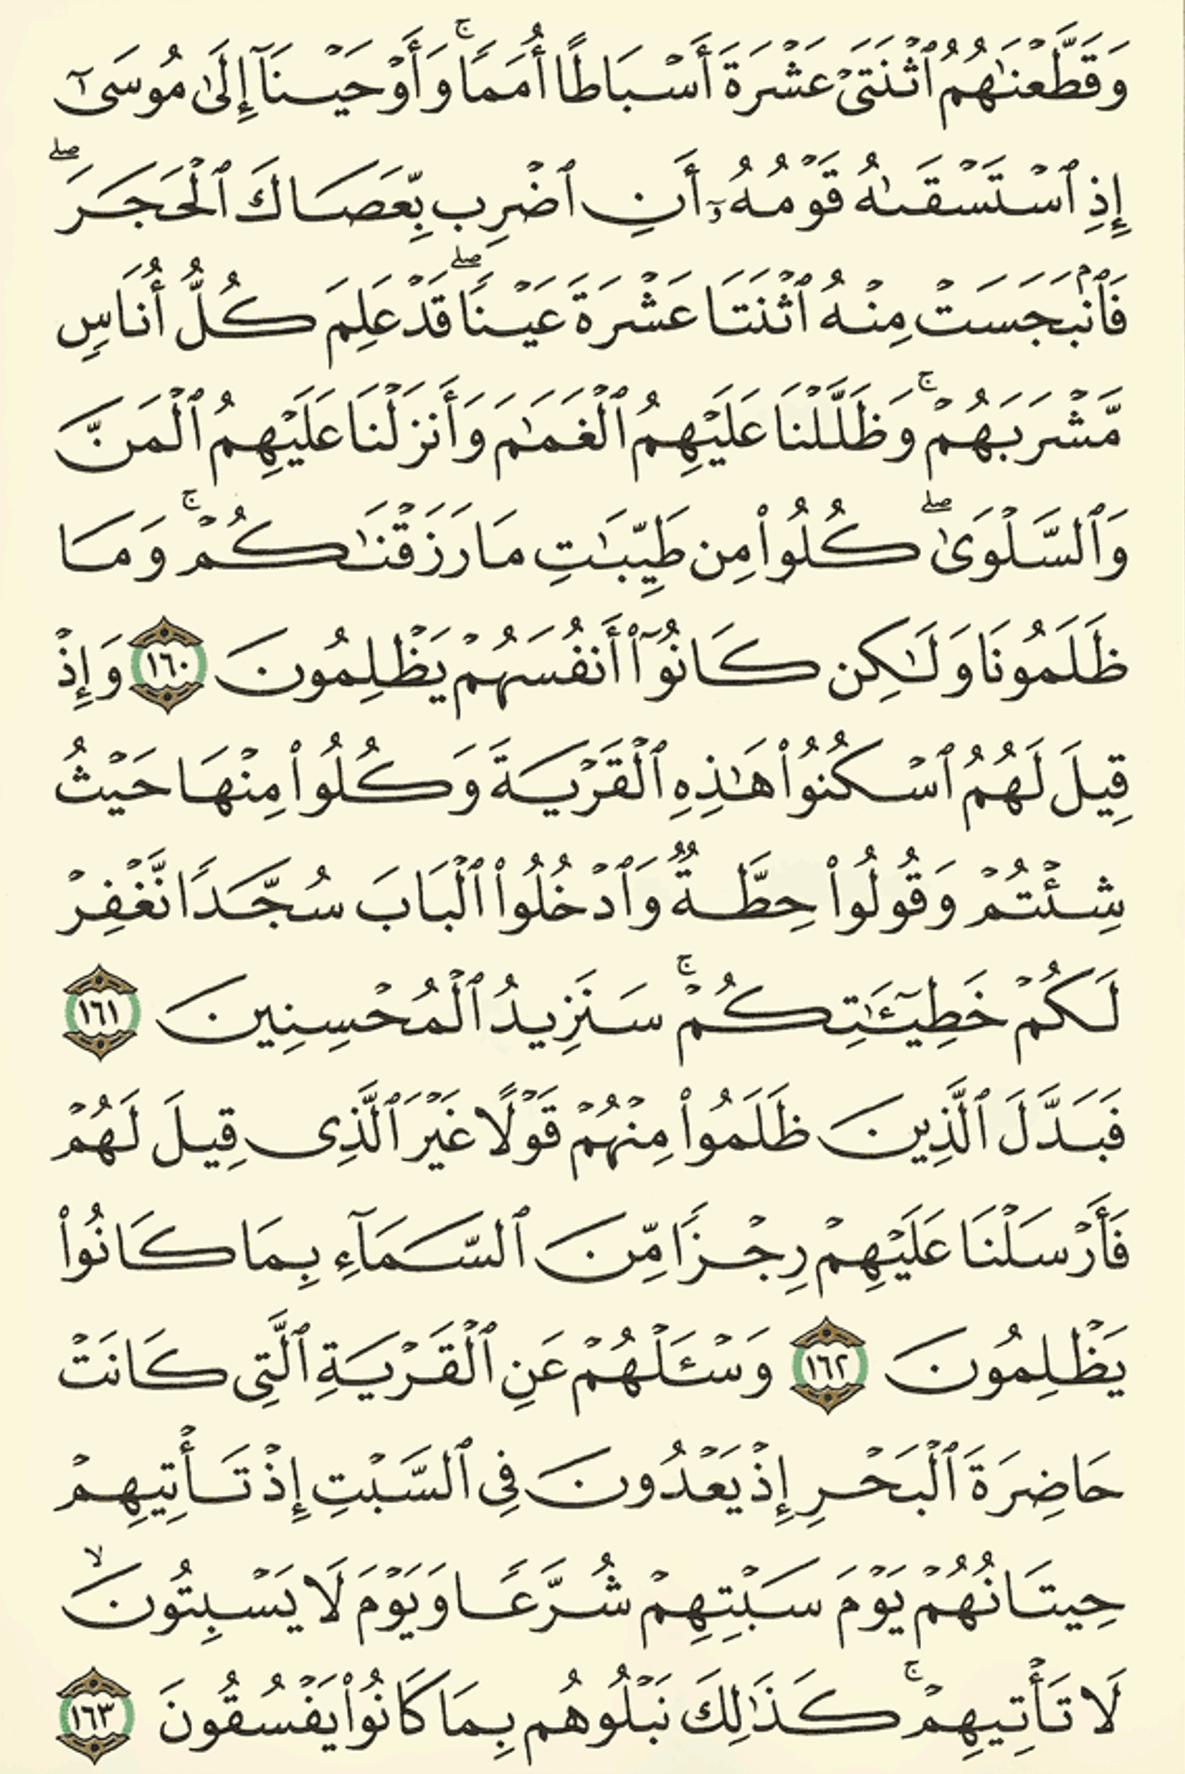 وَقَطَّعْنَٰهُمُ ٱثْنَتَىْ عَشْرَةَ أَسْبَاطًا أُمَمًا ۚ وَأَوْحَيْنَآ إِلَىٰ مُوسَىٰٓ
إِذِ ٱسْتَسْقَىٰهُ قَوْمُهُۥٓ أَنِ ٱضْرِب بِّعَصَاكَ ٱلْحَجَرَ ۖ
فَٱنۢبَجَسَتْ مِنْهُ ٱثْنَتَا عَشْرَةَ عَيْنًا ۖ قَدْ عَلِمَ كُلُّ أُنَاسٍ
مَّشْرَبَهُمْ ۚ وَظَلَّلْنَا عَلَيْهِمُ ٱلْغَمَٰمَ وَأَنزَلْنَا عَلَيْهِمُ ٱلْمَنَّ
وَٱلسَّلْوَىٰ ۖ كُلُوا۟ مِن طَيِّبَٰتِ مَا رَزَقْنَٰكُمْ ۚ وَمَا
ظَلَمُونَا وَلَٰكِن كَانُوٓا۟ أَنفُسَهُمْ يَظْلِمُونَ ١٦٠ وَإِذْ
قِيلَ لَهُمُ ٱسْكُنُوا۟ هَٰذِهِ ٱلْقَرْيَةَ وَكُلُوا۟ مِنْهَا حَيْثُ
شِئْتُمْ وَقُولُوا۟ حِطَّةٌ وَٱدْخُلُوا۟ ٱلْبَابَ سُجَّدًا نَّغْفِرْ
لَكُمْ خَطِيٓـَٰٔتِكُمْ ۚ سَنَزِيدُ ٱلْمُحْسِنِينَ ١٦١
فَبَدَّلَ ٱلَّذِينَ ظَلَمُوا۟ مِنْهُمْ قَوْلًا غَيْرَ ٱلَّذِى قِيلَ لَهُمْ
فَأَرْسَلْنَا عَلَيْهِمْ رِجْزًا مِّنَ ٱلسَّمَآءِ بِمَا كَانُوا۟
يَظْلِمُونَ ١٦٢ وَسْـَٔلْهُمْ عَنِ ٱلْقَرْيَةِ ٱلَّتِى كَانَتْ
حَاضِرَةَ ٱلْبَحْرِ إِذْ يَعْدُونَ فِى ٱلسَّبْتِ إِذْ تَأْتِيهِمْ
حِيتَانُهُمْ يَوْمَ سَبْتِهِمْ شُرَّعًا وَيَوْمَ لَا يَسْبِتُونَ ۙ
لَا تَأْتِيهِمْ ۚ كَذَٰلِكَ نَبْلُوهُم بِمَا كَانُوا۟ يَفْسُقُونَ ١٦٣